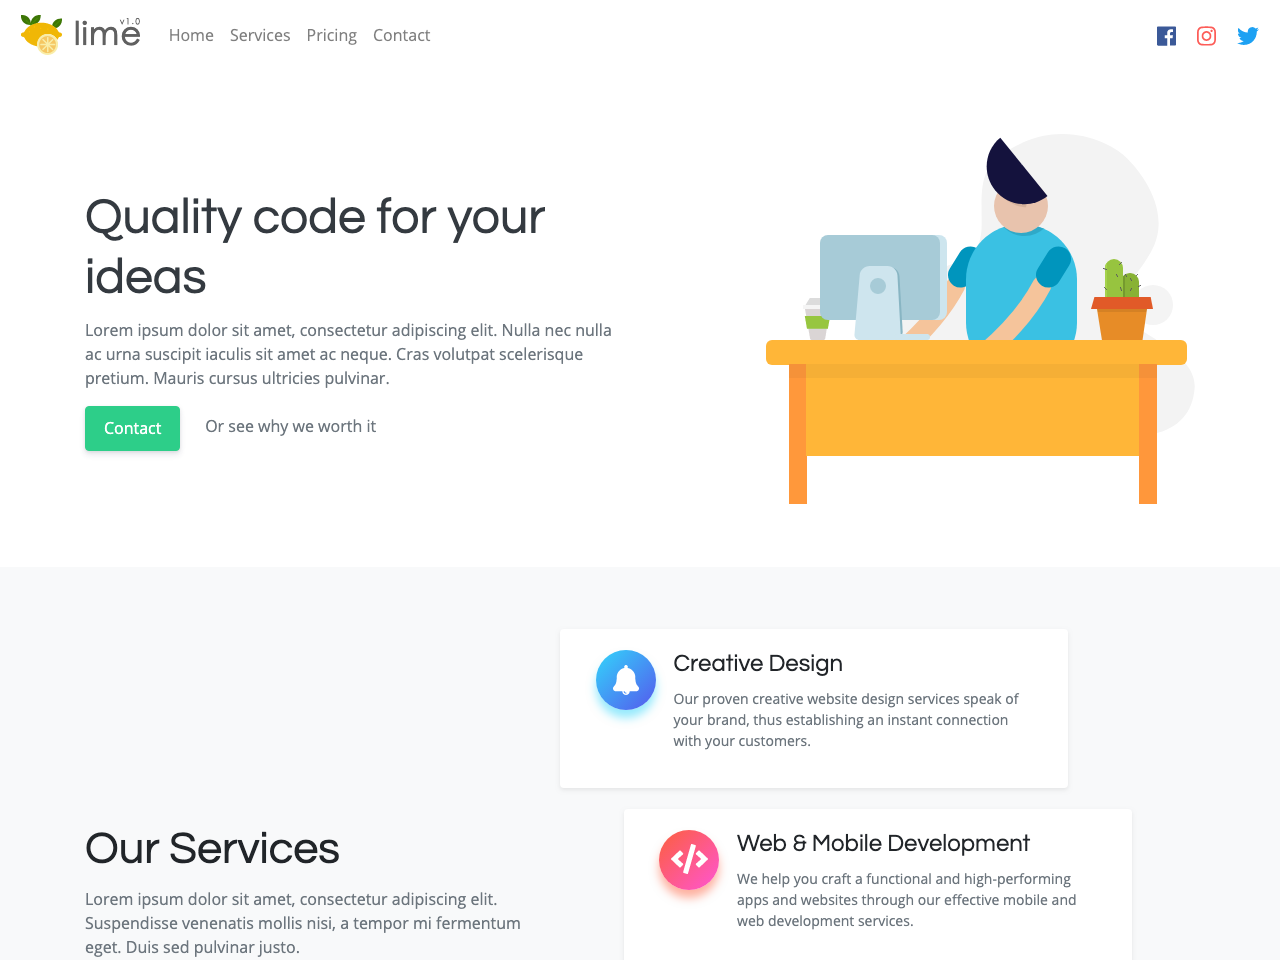 lime v1.0
Home Services Pricing Contact
Quality code for your
ideas
Lorem ipsum dolor sit amet, consectetur adipiscing elit. Nulla nec nulla
ac urna suscipit iaculis sit amet ac neque. Cras volutpat scelerisque
pretium. Mauris cursus ultricies pulvinar.
Contact Or see why we worth it
Creative Design
Our proven creative website design services speak of
your brand, thus establishing an instant connection
with your customers.
Our Services
Lorem ipsum dolor sit amet, consectetur adipiscing elit.
Suspendisse venenatis mollis nisi, a tempor mi fermentum
eget. Duis sed pulvinar justo.
Web & Mobile Development
We help you craft a functional and high-performing
apps and websites through our effective mobile and
web development services.